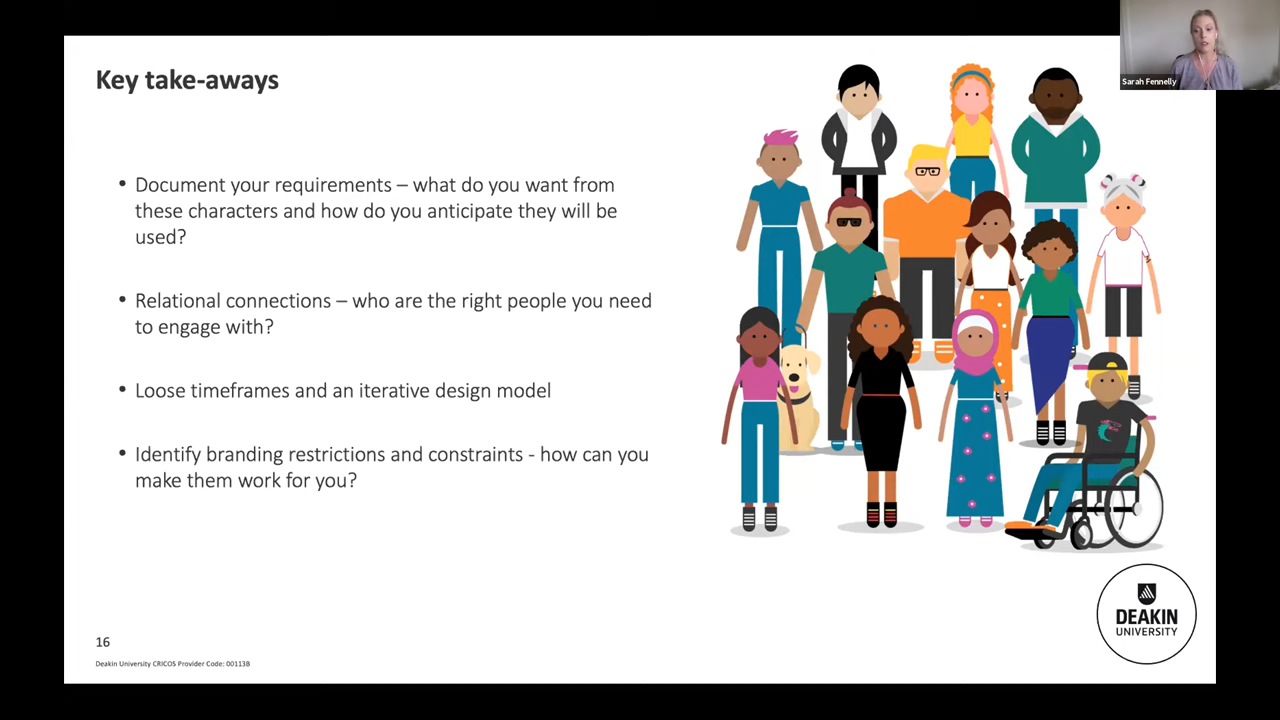 Sarah Fennelly
Key take-aways
• Document your requirements – what do you want from
these characters and how do you anticipate they will be
used?
• Relational connections – who are the right people you need
to engage with?
• Loose timeframes and an iterative design model
• Identify branding restrictions and constraints - how can you
make them work for you?
DEAKIN
UNIVERSITY
16
Deakin University CRICOS Provider Code: 00113B